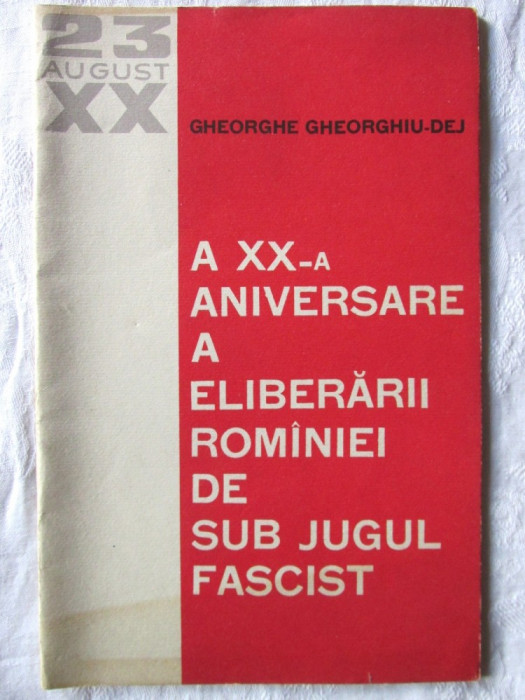 23
AUGUST
XX
GHEORGHE GHEORGHIU-DEJ
A XX-A
ANIVERSARE
A
ELIBERĂRII
ROMÎNIEI
DE
SUB JUGUL
FASCIST